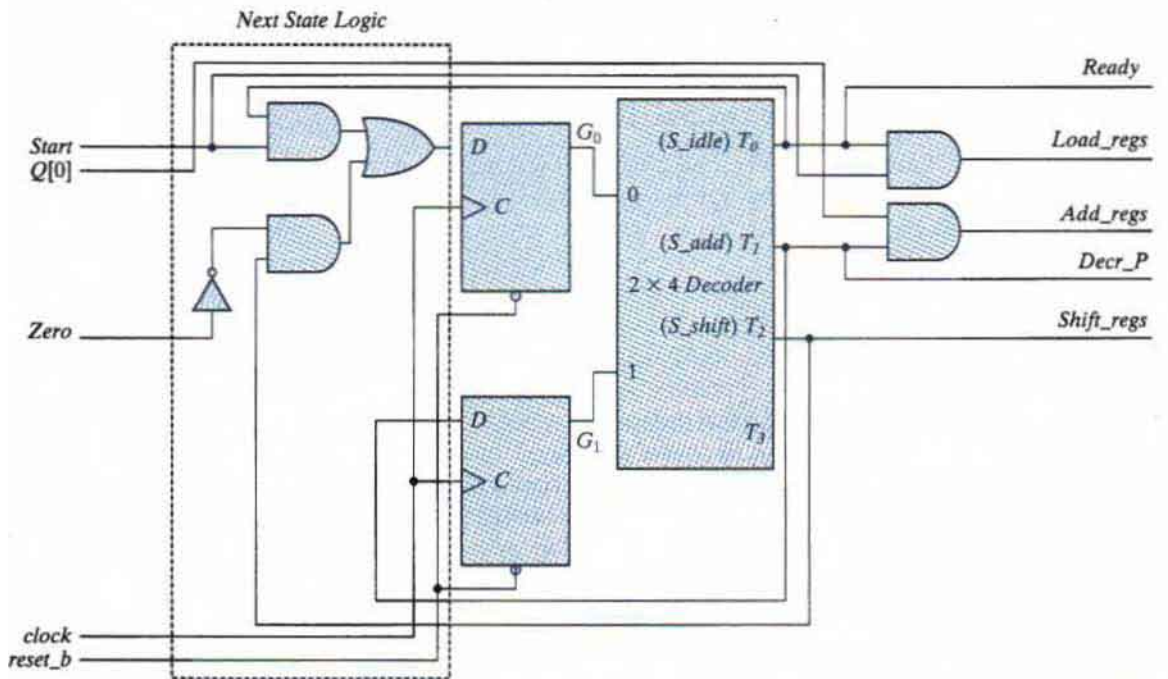 Next State Logic
Ready
Start
Q[0]
D
G₀
(S_idle) T₀
Load_regs
C
0
Add_regs
(S_add) T₁
Decr_P
2 × 4 Decoder
Zero
(S_shift) T₂
Shift_regs
1
D
G₁
T₃
C
clock
reset_b